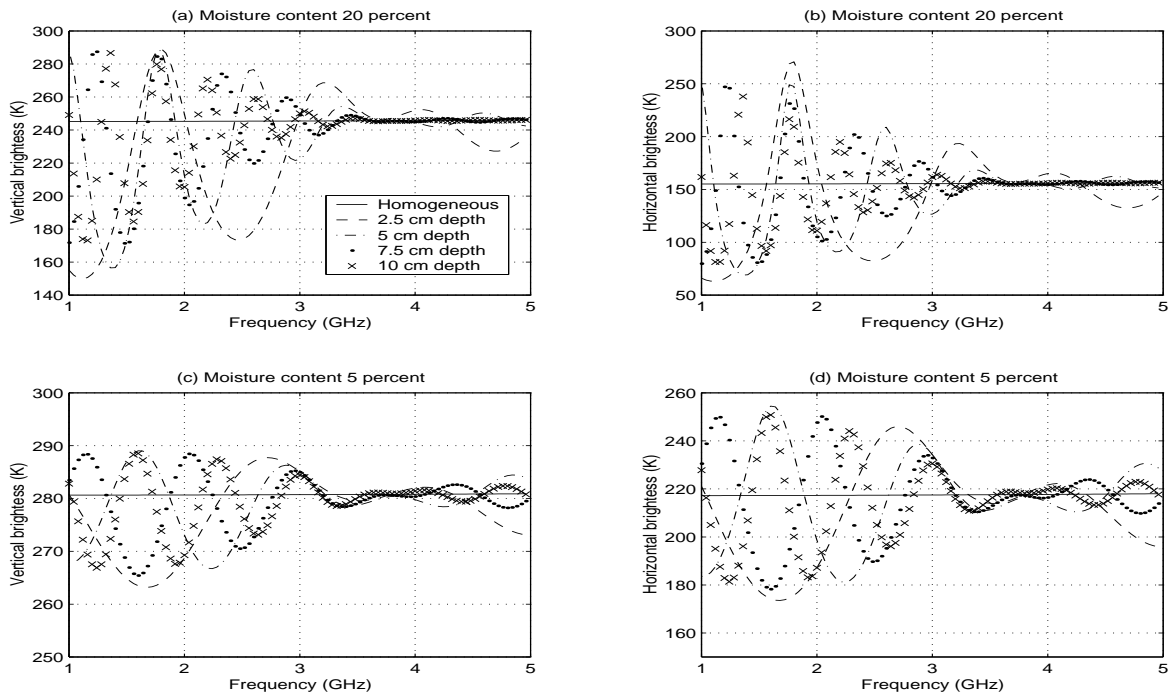 (a) Moisture content 20 percent
300
280
260
240
220
200
180
160
140
Vertical brightess (K)
Homogeneous
2.5 cm depth
5 cm depth
7.5 cm depth
10 cm depth
1 2 3 4 5
Frequency (GHz)
(b) Moisture content 20 percent
300
250
200
150
100
50
Horizontal brightess (K)
1 2 3 4 5
Frequency (GHz)
(c) Moisture content 5 percent
300
290
280
270
260
250
Vertical brightess (K)
1 2 3 4 5
Frequency (GHz)
(d) Moisture content 5 percent
260
240
220
200
180
160
Horizontal brightess (K)
1 2 3 4 5
Frequency (GHz)